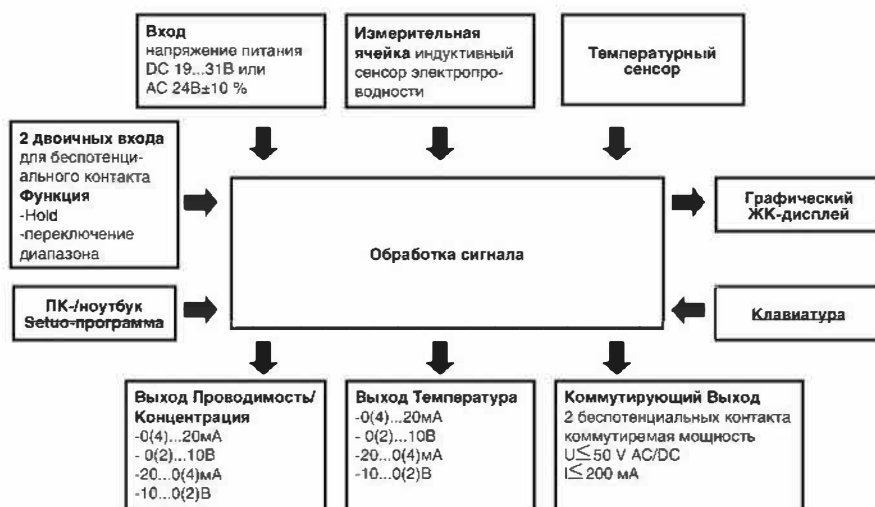 Вход
напряжение питания
DC 19...31В или
AC 24В±10 %
Измерительная
ячейка индуктивный
сенсор электропро-
водности
Температурный
сенсор
2 двоичных входа
для беспотенци-
ального контакта
Функция
-Hold
-переключение
диапазона
Обработка сигнала
Графический
ЖК-дисплей
ПК-/ноутбук
Setuo-программа
Клавиатура
Выход Проводимость/
Концентрация
-0(4)...20мА
- 0(2)...10В
-20...0(4)мА
-10...0(2)В
Выход Температура
-0(4)...20мА
- 0(2)...10В
-20...0(4)мА
-10...0(2)В
Коммутирующий Выход
2 беспотенциальных контакта
коммутиремая мощность
U≤50 V AC/DC
I≤200 мА